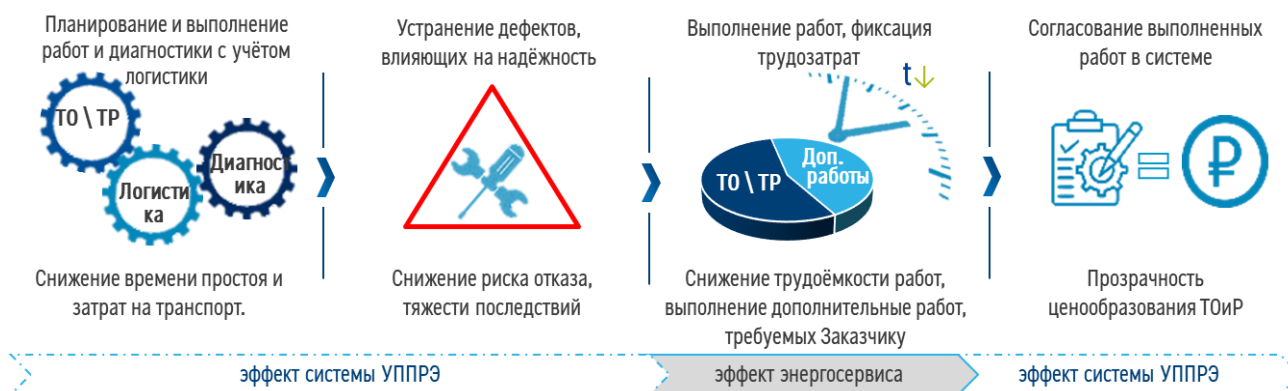 Планирование и выполнение
работ и диагностики с учётом
логистики
ТО \ ТР
Логисти
ка
Диагност
ика
Снижение времени простоя и
затрат на транспорт.
Устранение дефектов,
влияющих на надёжность
Снижение риска отказа,
тяжести последствий
Выполнение работ, фиксация
трудозатрат
t↓
ТО \ ТР
Доп.
работы
Снижение трудоёмкости работ,
выполнение дополнительные работ,
требуемых Заказчику
Согласование выполненных
работ в системе
=
₽
Прозрачность
ценообразования ТОиР
эффект системы УППРЭ
эффект энергосервиса
эффект системы УППРЭ